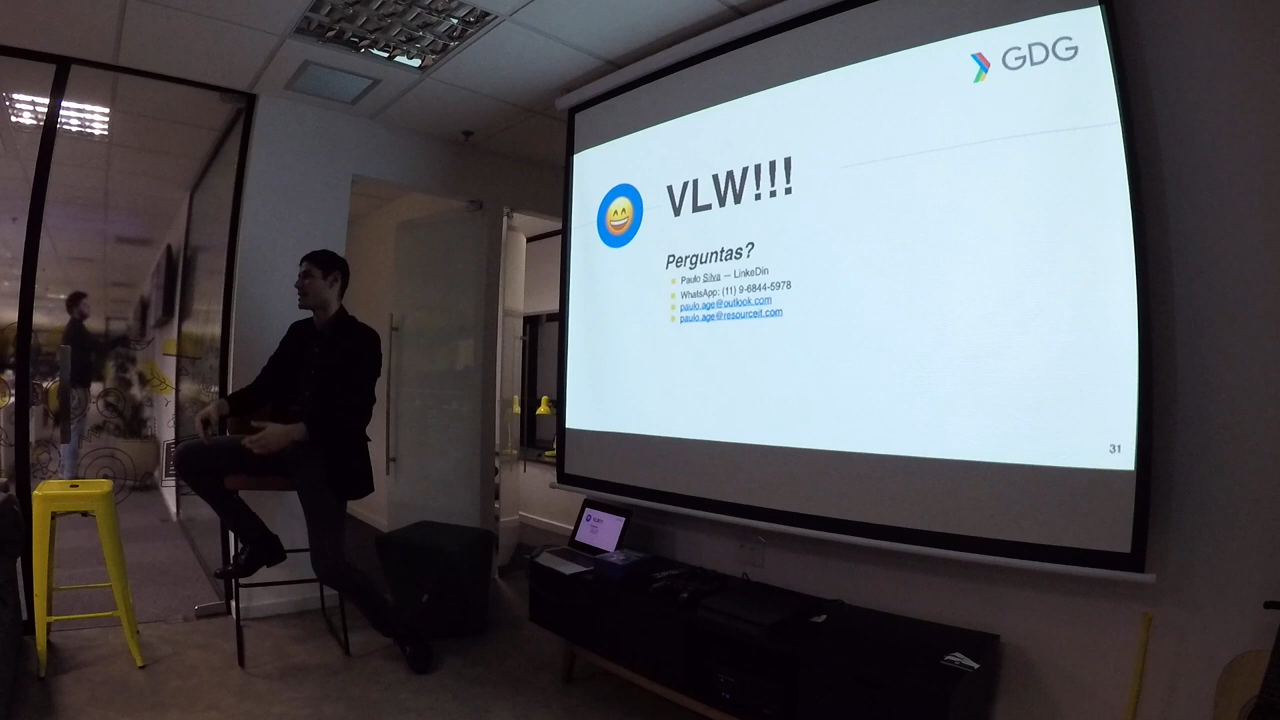 GDG
VLW!!!
Perguntas?
Paulo Silva — LinkeDin
WhatsApp: (11) 9-6844-5978
paulo.age@outlook.com
paulo.age@resourceit.com
31
VLW!!!